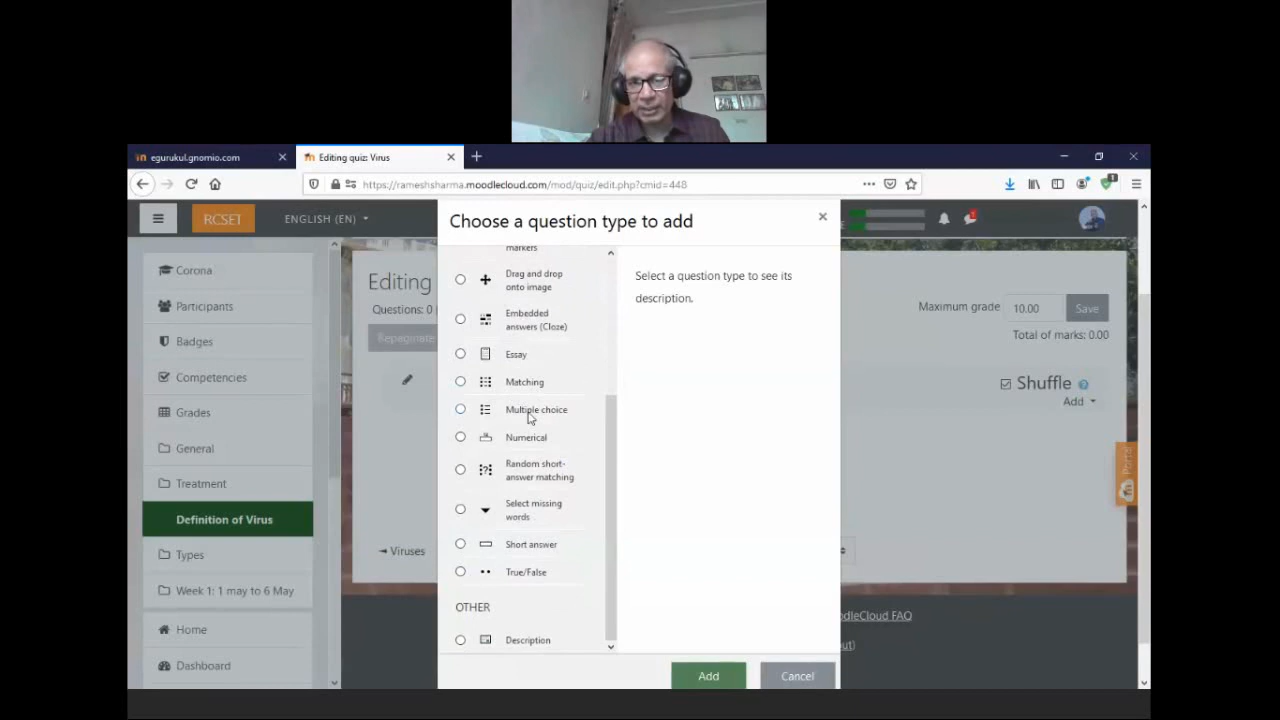 egurukul.gnomio.com
Editing quiz: Virus
https://rameshsharma.moodlecloud.com/mod/quiz/edit.php?cmid=448
RCSET
ENGLISH (EN)
Choose a question type to add
Corona
Participants
Badges
Competencies
Grades
General
Treatment
Definition of Virus
Types
Week 1: 1 may to 6 May
Home
Dashboard
Editing
Questions: 0
Repaginate
Viruses
markers
Drag and drop
onto image
Embedded
answers (Cloze)
Essay
Matching
Multiple choice
Numerical
Random short-
answer matching
Select missing
words
Short answer
True/False
OTHER
Description
Select a question type to see its
description.
Add
Cancel
Maximum grade 10.00 Save
Total of marks: 0.00
Shuffle
Add
Portal
dleCloud FAQ
out)